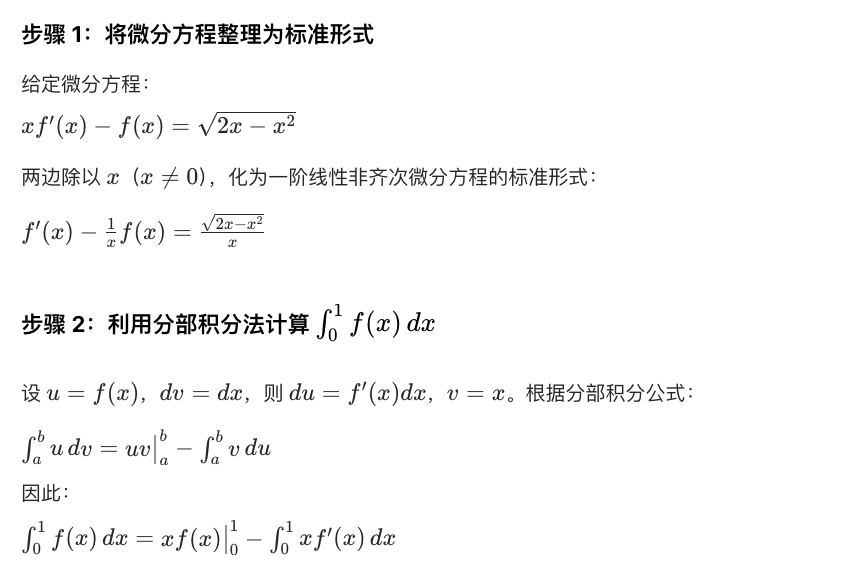 步骤 1：将微分方程整理为标准形式
给定微分方程：
$xf'(x) - f(x) = \sqrt{2x - x^2}$
两边除以 $x$（$x \neq 0$），化为一阶线性非齐次微分方程的标准形式：
$f'(x) - \frac{1}{x}f(x) = \frac{\sqrt{2x-x^2}}{x}$
步骤 2：利用分部积分法计算 $\int_0^1 f(x)\,dx$
设 $u = f(x)$，$dv = dx$，则 $du = f'(x)dx$，$v = x$。根据分部积分公式：
$\int_a^b u\,dv = uv\big|_a^b - \int_a^b v\,du$
因此：
$\int_0^1 f(x)\,dx = xf(x)\big|_0^1 - \int_0^1 xf'(x)\,dx$